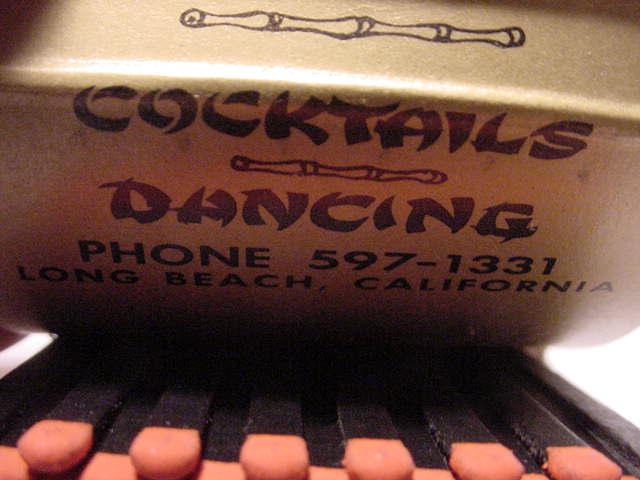 COCKTAILS
DANCING
PHONE 597-1331
LONG BEACH, CALIFORNIA